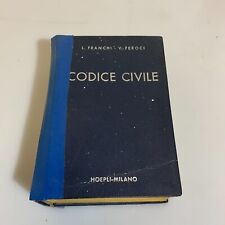 L. FRANCHI - V. FEROCI
CODICE CIVILE
HOEPLI-MILANO